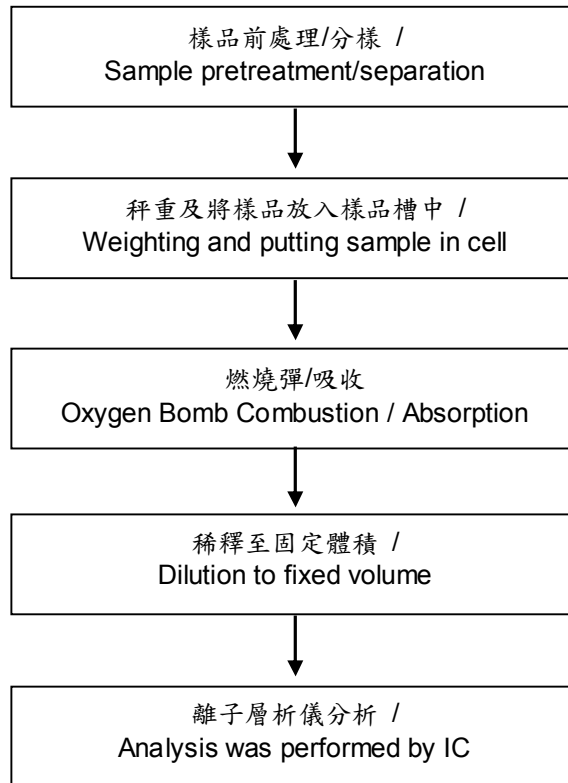 樣品前處理/分樣 /
Sample pretreatment/separation
秤重及將樣品放入樣品槽中 /
Weighting and putting sample in cell
燃燒彈/吸收
Oxygen Bomb Combustion / Absorption
稀釋至固定體積 /
Dilution to fixed volume
離子層析儀分析 /
Analysis was performed by IC